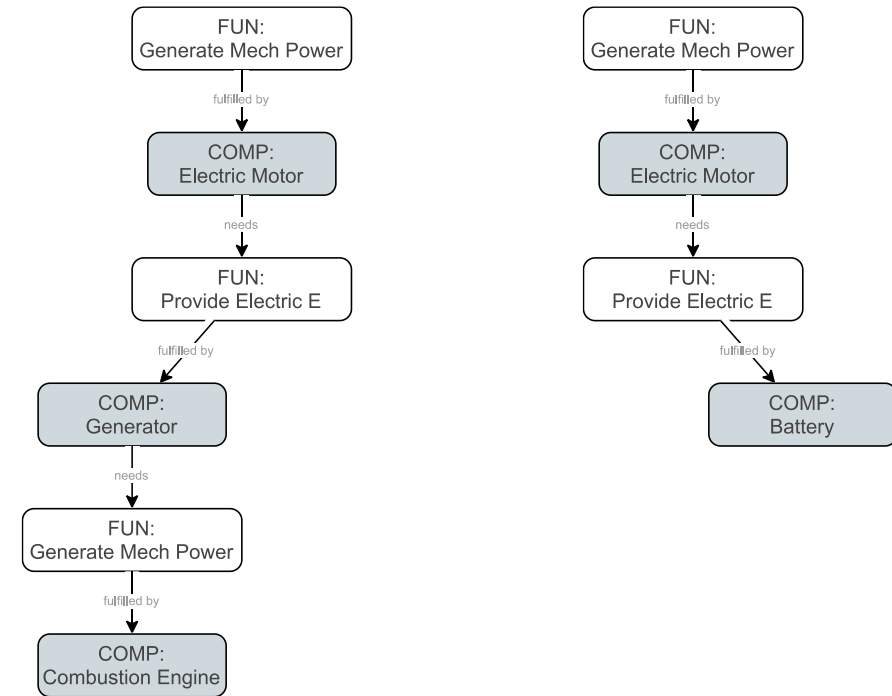 FUN:
Generate Mech Power
fulfilled by
COMP:
Electric Motor
needs
FUN:
Provide Electric E
fulfilled by
COMP:
Generator
needs
FUN:
Generate Mech Power
fulfilled by
COMP:
Combustion Engine
FUN:
Generate Mech Power
fulfilled by
COMP:
Electric Motor
needs
FUN:
Provide Electric E
fulfilled by
COMP:
Battery